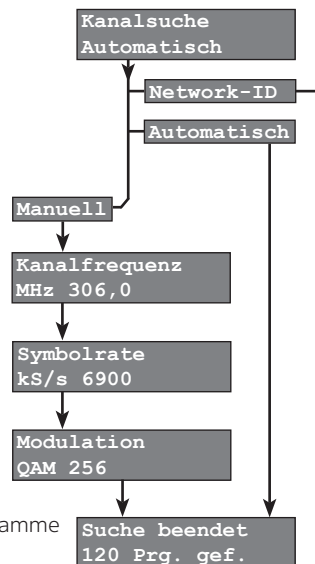 Kanalsuche
Automatisch
Network-ID
Automatisch
Manuell
Kanalfrequenz
MHz 306,0
Symbolrate
kS/s 6900
Modulation
QAM 256
amme
Suche beendet
120 Prg. gef.